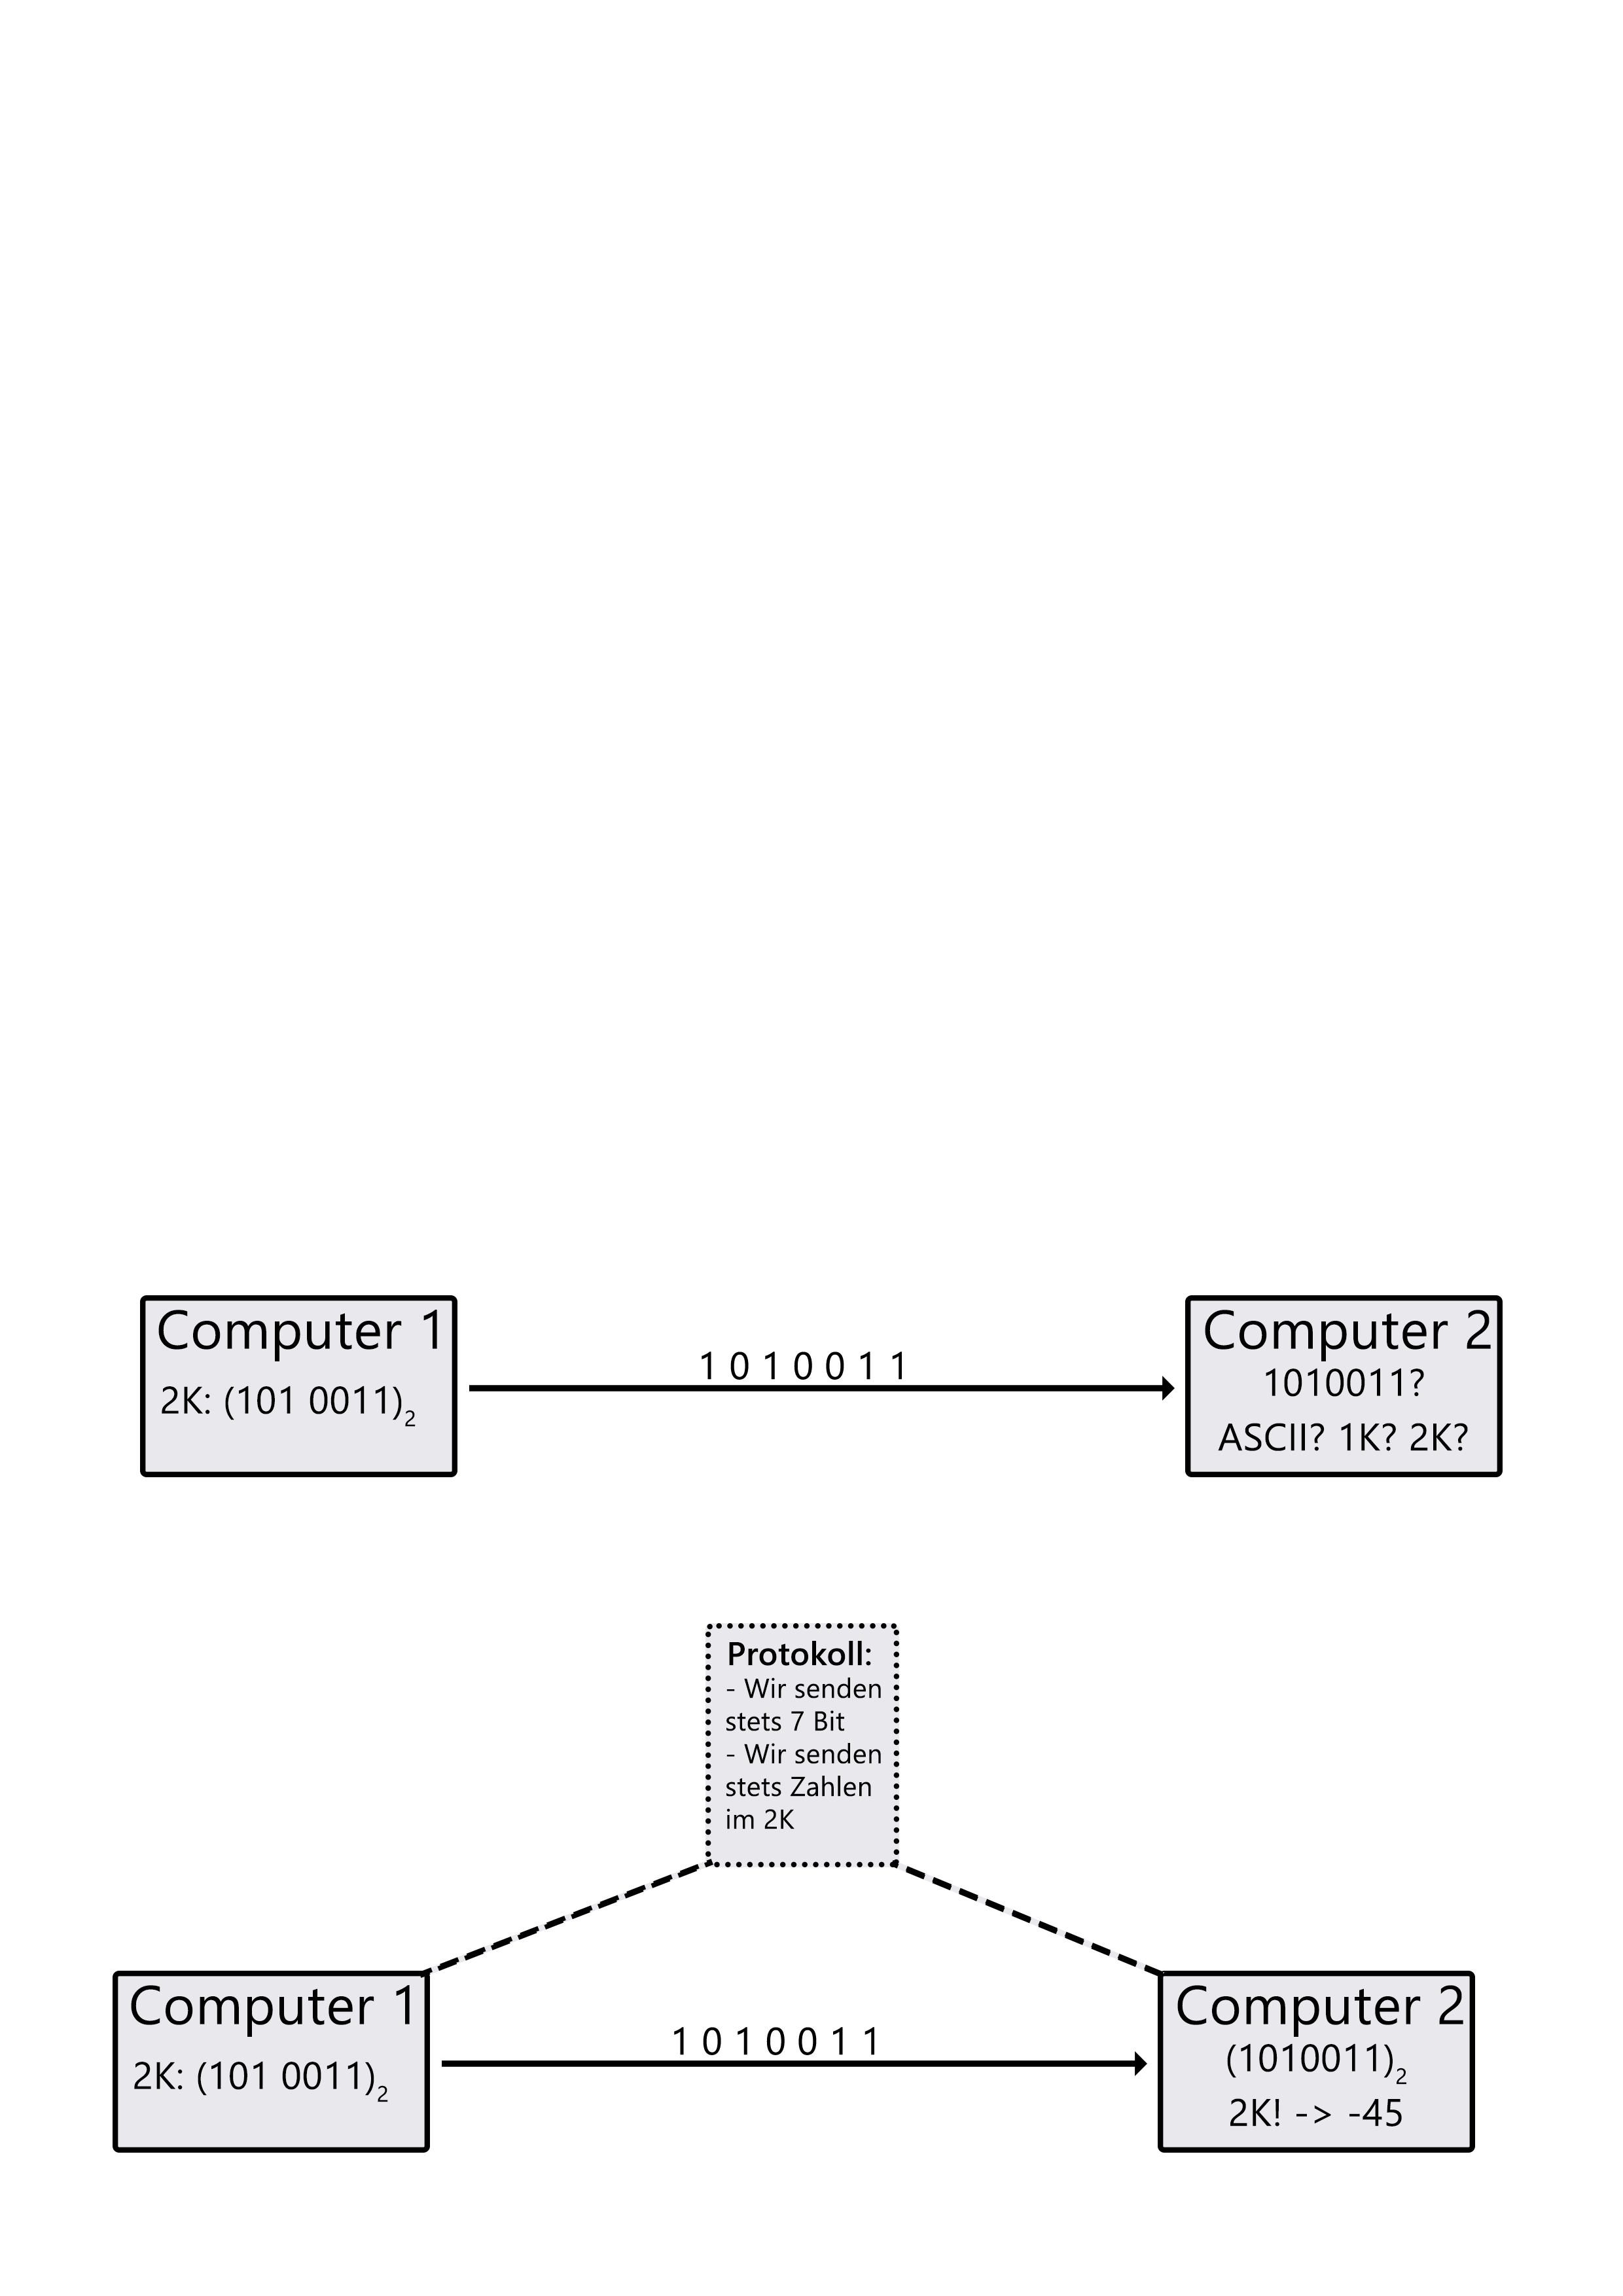 Computer 1
2K: (101 0011)₂
1 0 1 0 0 1 1
Computer 2
1010011?
ASCII? 1K? 2K?
Protokoll:
- Wir senden
stets 7 Bit
- Wir senden
stets Zahlen
im 2K
Computer 1
2K: (101 0011)₂
1 0 1 0 0 1 1
Computer 2
(1010011)₂
2K! -> -45